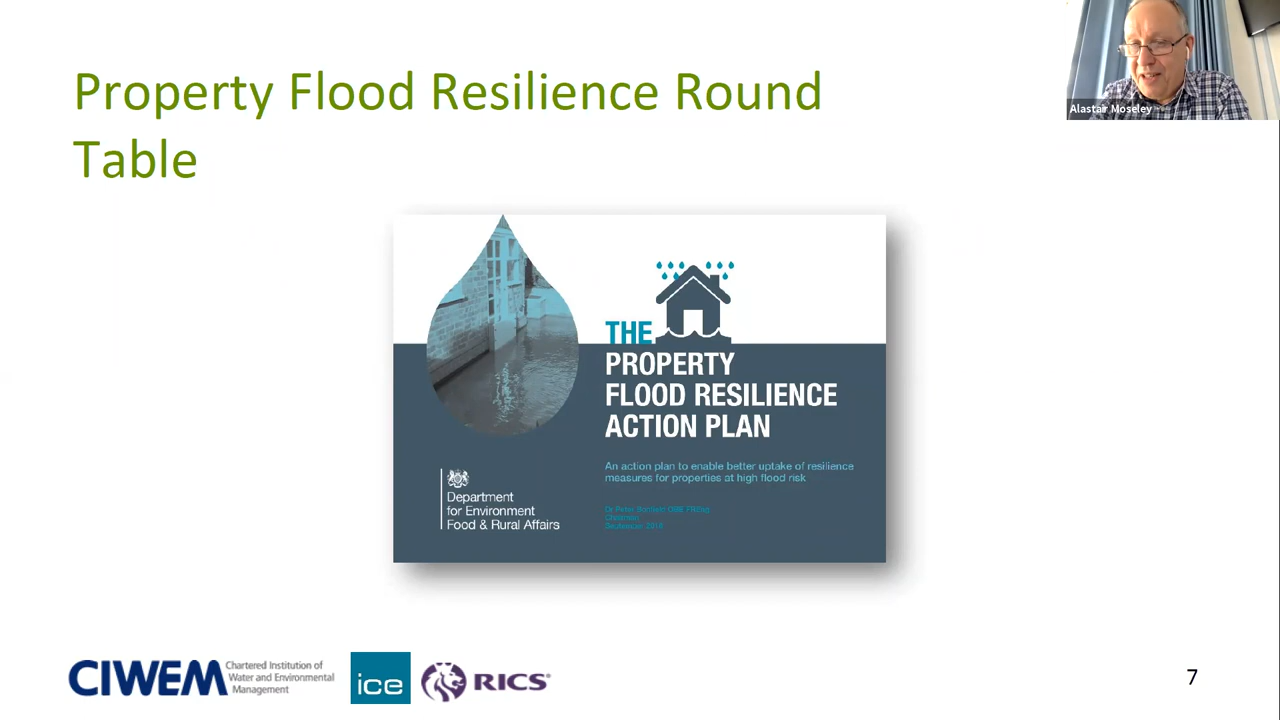 Property Flood Resilience Round
Table
Alastair Moseley
THE
PROPERTY
FLOOD RESILIENCE
ACTION PLAN
An action plan to enable better uptake of resilience
measures for properties at high flood risk
Chairman
Department
for Environment
Food & Rural Affairs
CIWEM
Chartered Institution of
Water and Environmental
Management
ice
RICS
7